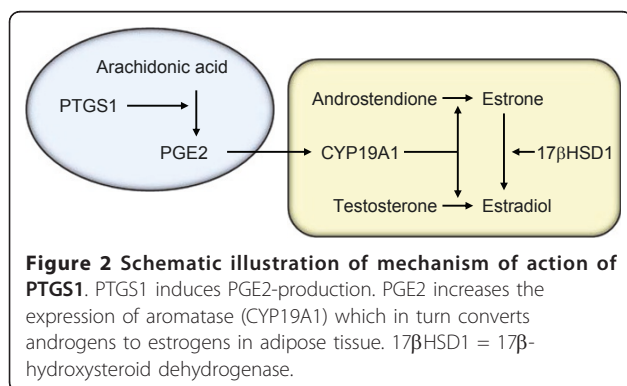 Arachidonic acid
PTGS1
PGE2
Androstendione
Estrone
CYP19A1
17βHSD1
Testosterone
Estradiol
Figure 2 Schematic illustration of mechanism of action of
PTGS1. PTGS1 induces PGE2-production. PGE2 increases the
expression of aromatase (CYP19A1) which in turn converts
androgens to estrogens in adipose tissue. 17βHSD1 = 17β-
hydroxysteroid dehydrogenase.